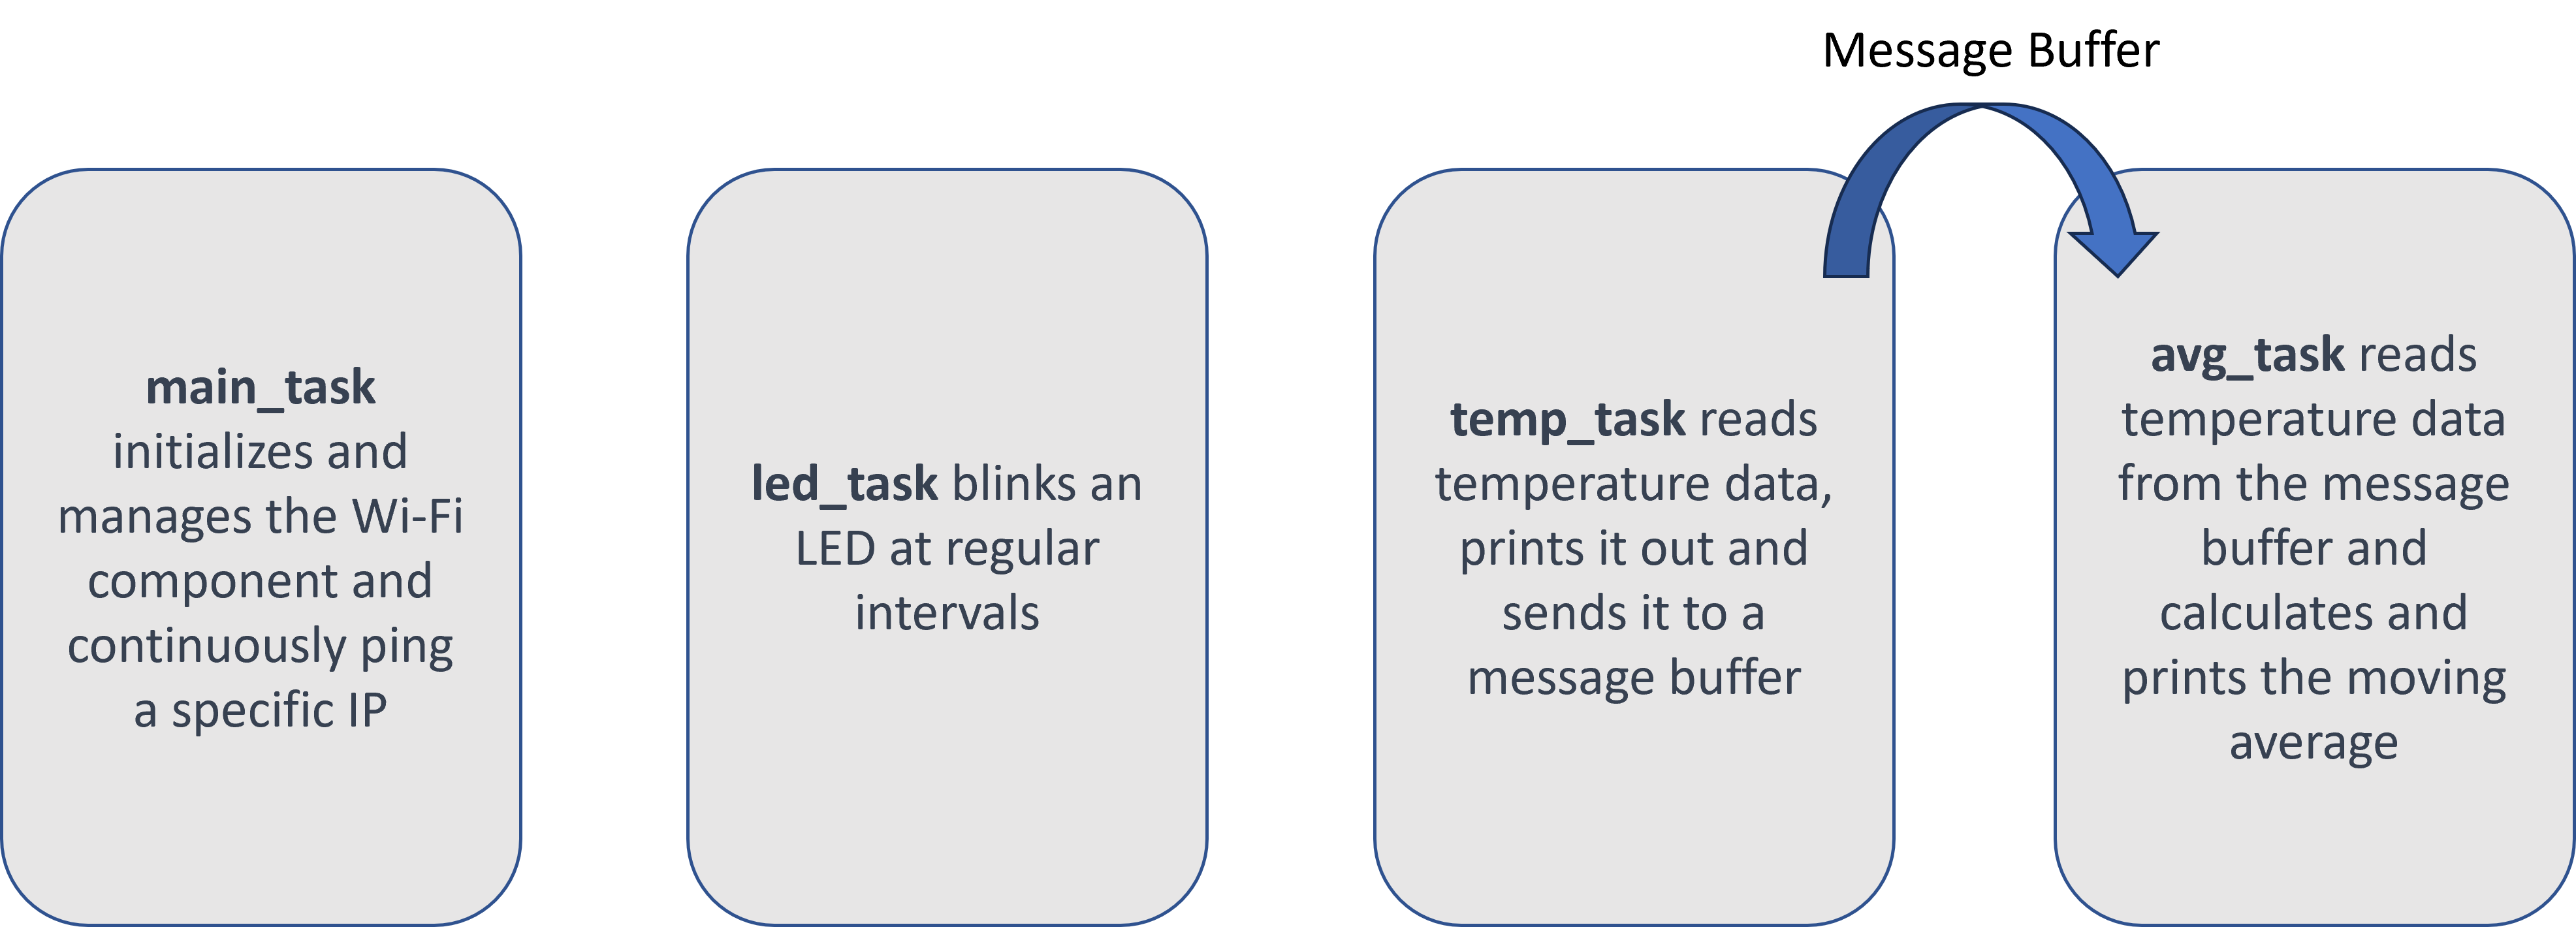 Message Buffer
main_task
initializes and
manages the Wi-Fi
component and
continuously ping
a specific IP
led_task blinks an
LED at regular
intervals
temp_task reads
temperature data,
prints it out and
sends it to a
message buffer
avg_task reads
temperature data
from the message
buffer and
calculates and
prints the moving
average